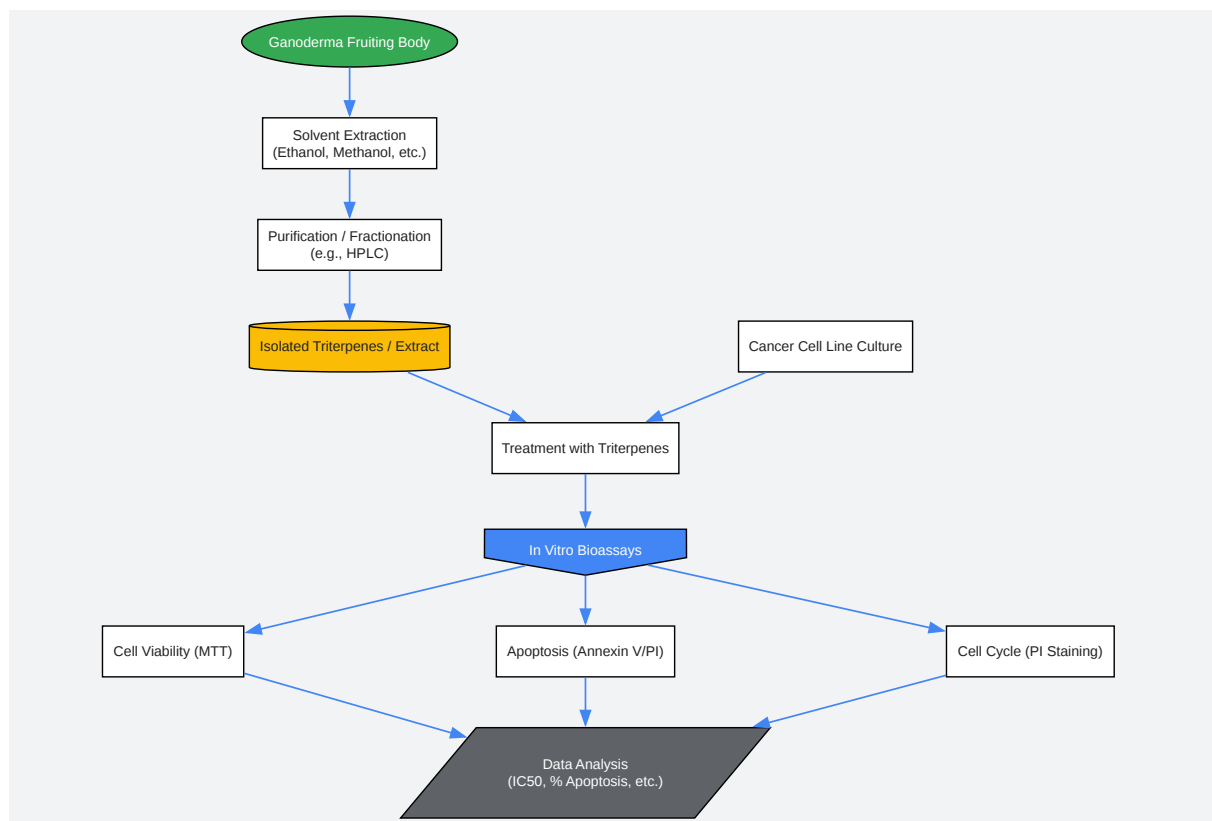 Ganoderma Fruiting Body
Solvent Extraction
(Ethanol, Methanol, etc.)
Purification / Fractionation
(e.g., HPLC)
Isolated Triterpenes / Extract
Cancer Cell Line Culture
Treatment with Triterpenes
In Vitro Bioassays
Cell Viability (MTT)
Apoptosis (Annexin V/PI)
Cell Cycle (PI Staining)
Data Analysis
(IC50, % Apoptosis, etc.)